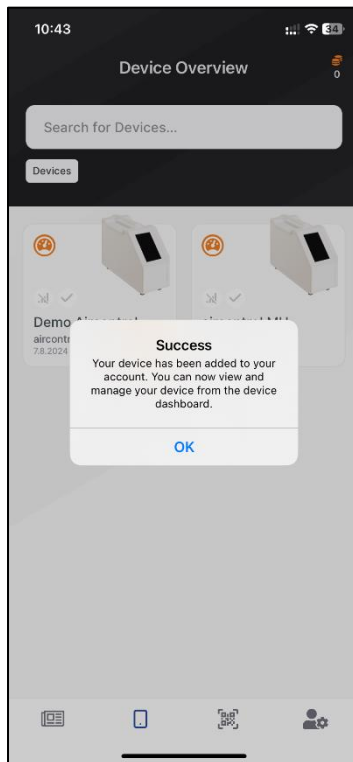 10:43
34
Device Overview
0
Search for Devices...
Devices
Demo Aircontrol
aircontr
7.8.2024
Success
Your device has been added to your
account. You can now view and
manage your device from the device
dashboard.
OK